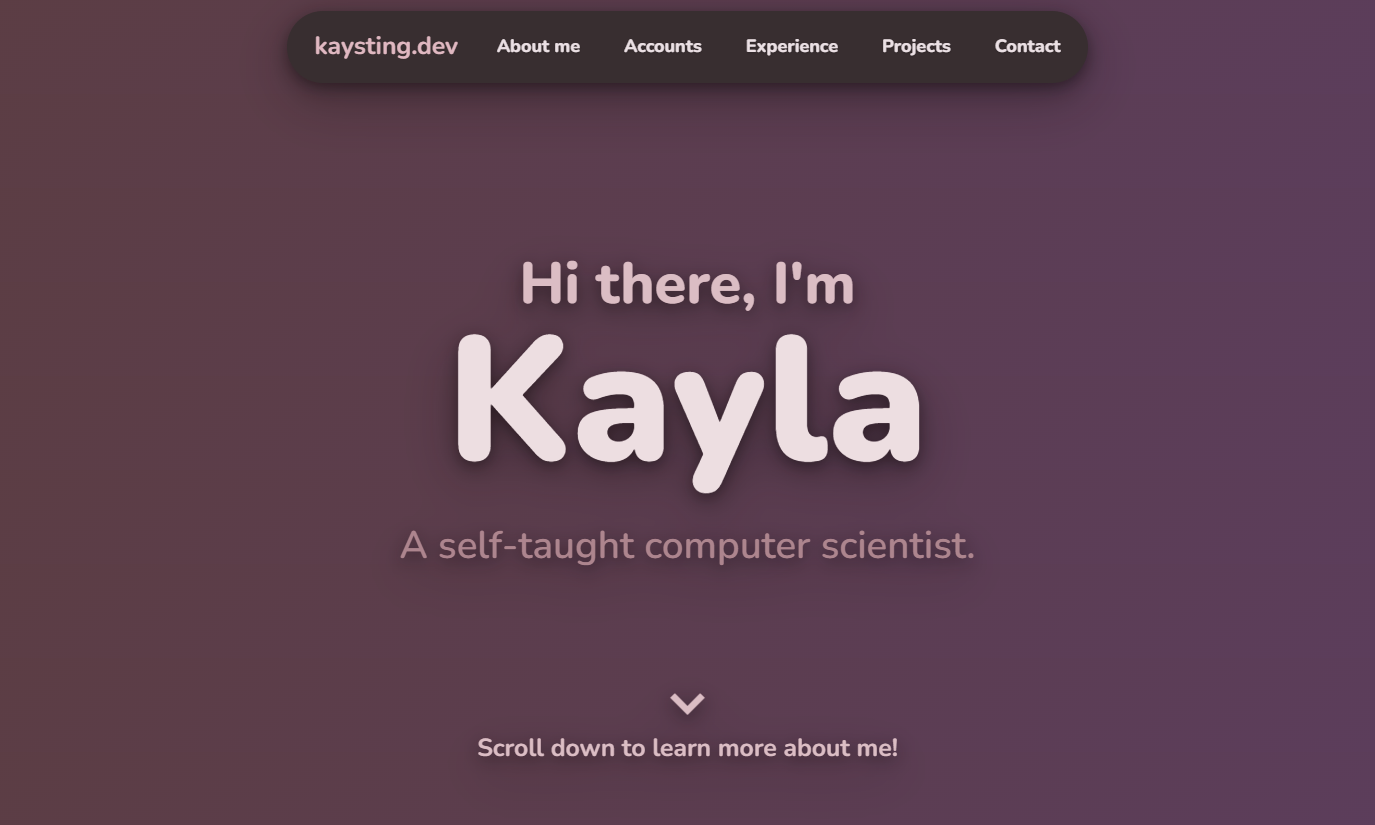 kaysting.dev About me Accounts Experience Projects Contact
Hi there, I'm
Kayla
A self-taught computer scientist.
Scroll down to learn more about me!